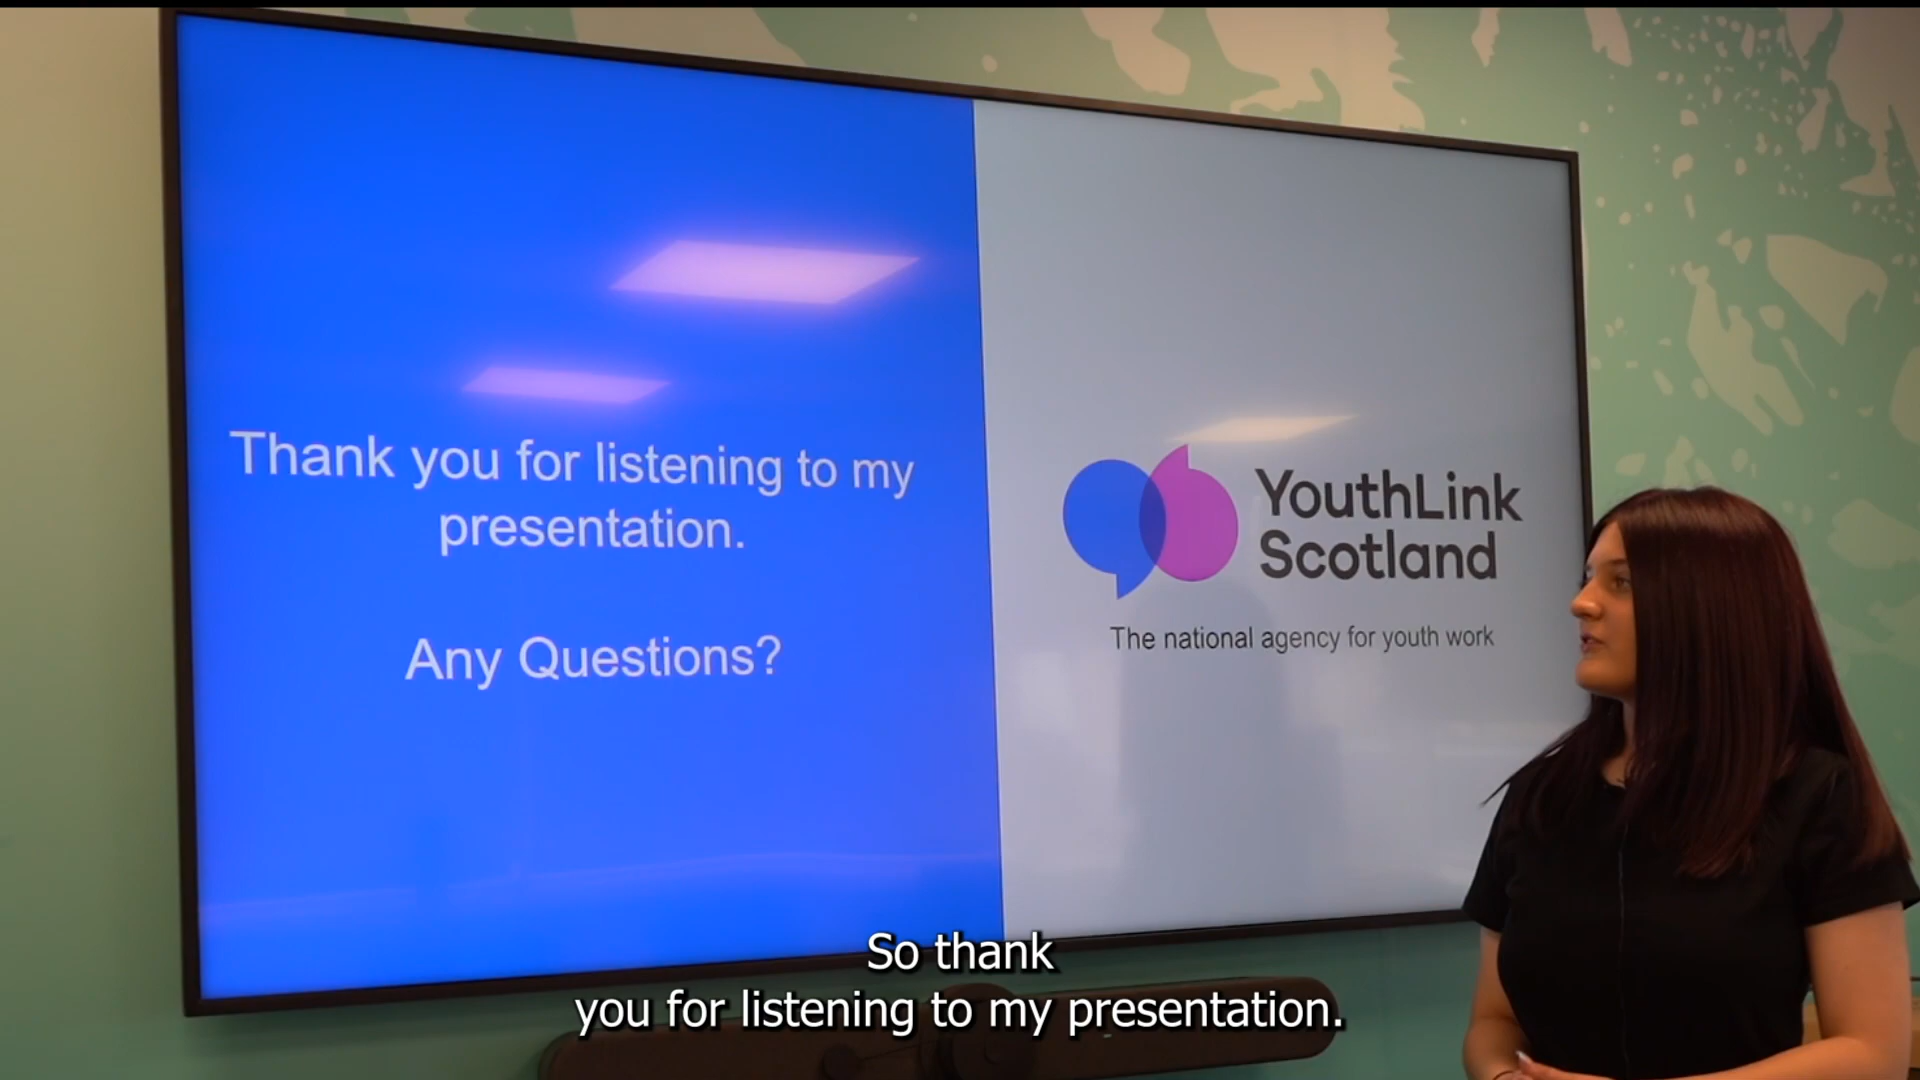 Thank you for listening to my
presentation.
Any Questions?
YouthLink
Scotland
The national agency for youth work
So thank
you for listening to my presentation.